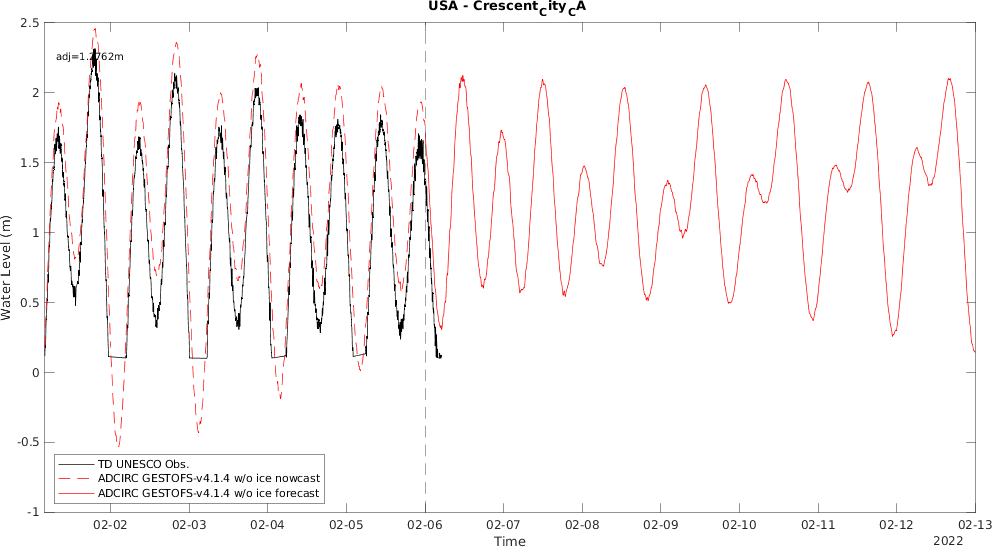 USA - Crescent_City_CA
adj=1.2762m
2.5
2
1.5
1
0.5
0
-0.5
-1
Water Level (m)
TD UNESCO Obs.
ADCIRC GESTOFS-v4.1.4 w/o ice nowcast
ADCIRC GESTOFS-v4.1.4 w/o ice forecast
02-02 02-03 02-04 02-05 02-06 02-07 02-08 02-09 02-10 02-11 02-12 02-13
Time
2022